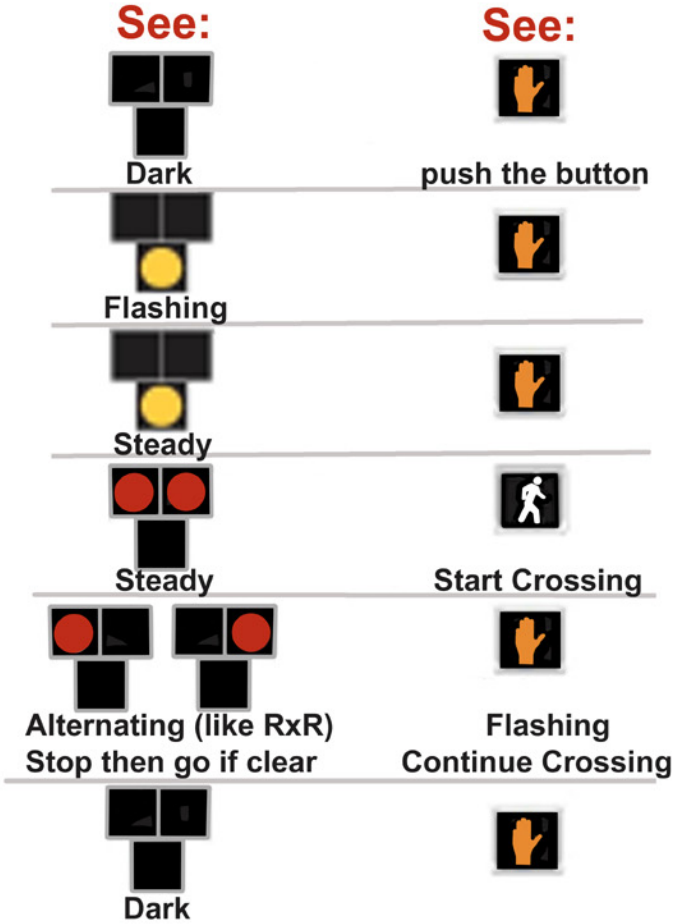 See:
See:
Dark
push the button
Flashing
Steady
Steady
Start Crossing
Alternating (like RxR)
Stop then go if clear
Flashing
Continue Crossing
Dark